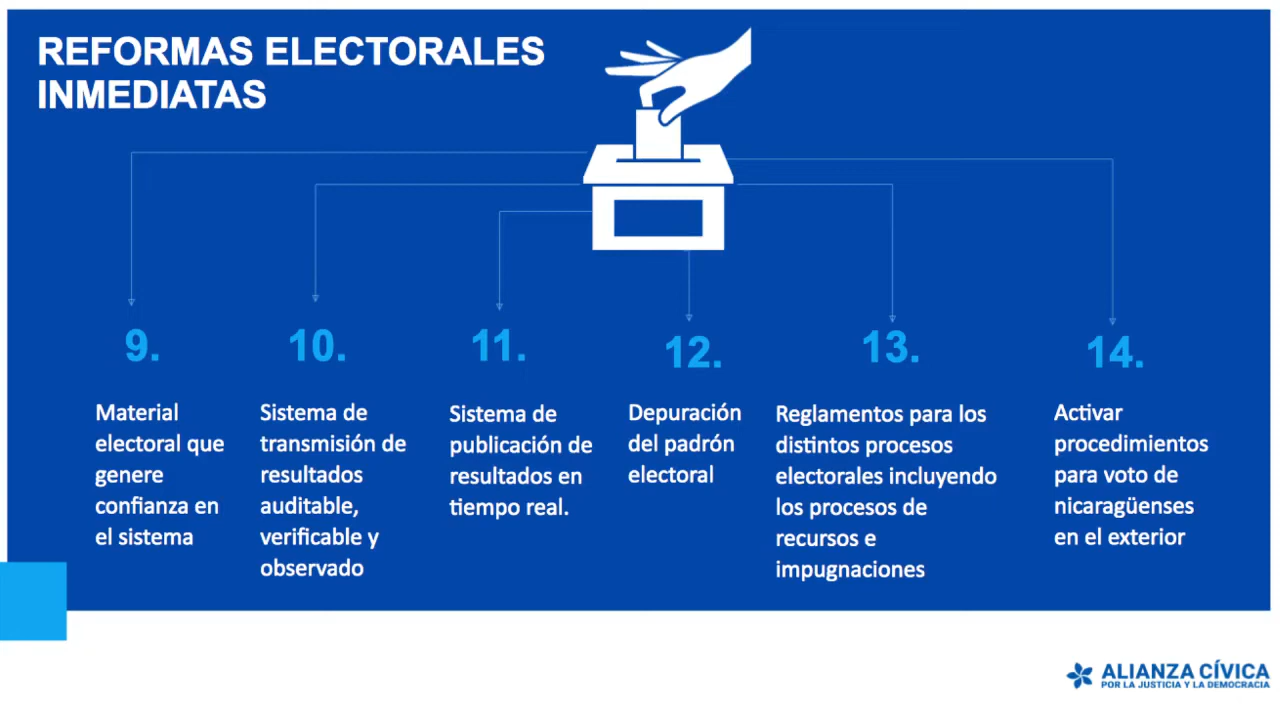 REFORMAS ELECTORALES
INMEDIATAS
9.
Material
electoral que
genere
confianza en
el sistema
10.
Sistema de
transmisión de
resultados
auditable,
verificable y
observado
11.
Sistema de
publicación de
resultados en
tiempo real.
12.
Depuración
del padrón
electoral
13.
Reglamentos para los
distintos procesos
electorales incluyendo
los procesos de
recursos e
impugnaciones
14.
Activar
procedimientos
para voto de
nicaragüenses
en el exterior
ALIANZA CÍVICA
POR LA JUSTICIA Y LA DEMOCRACIA